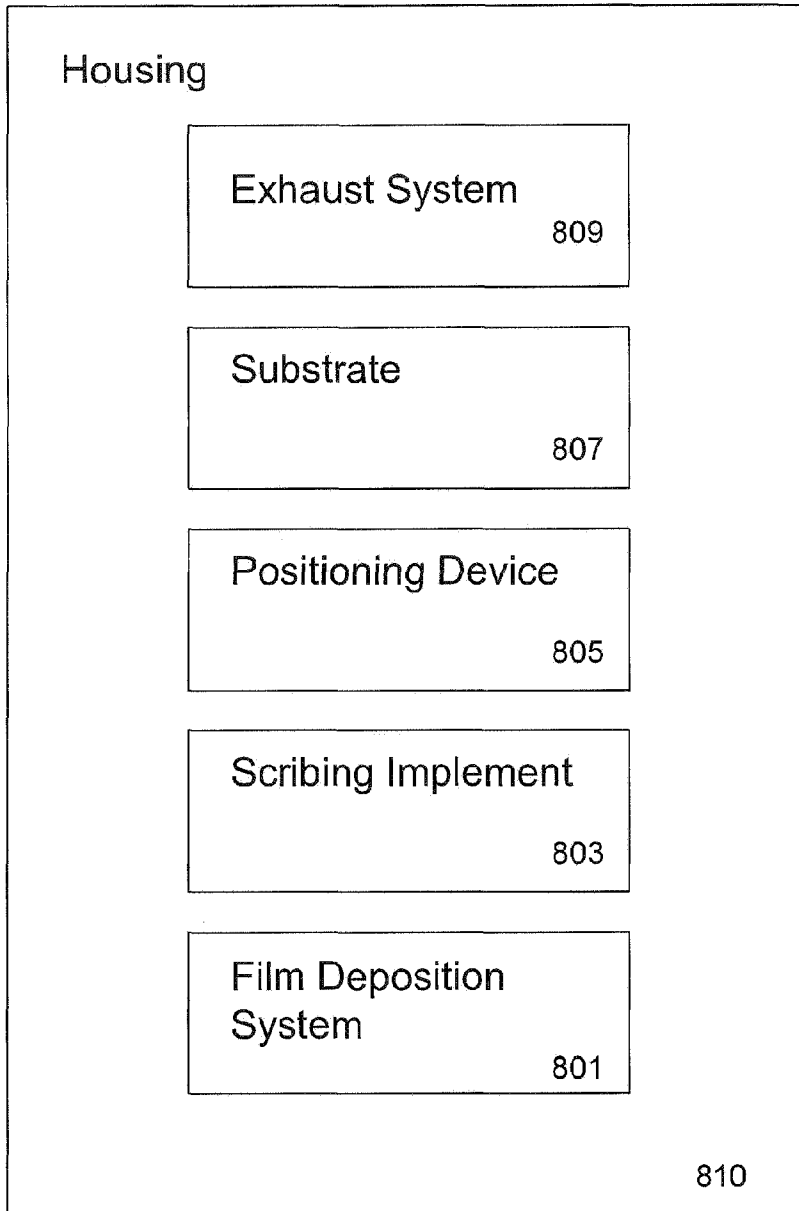 Housing
Exhaust System
809
Substrate
807
Positioning Device
805
Scribing Implement
803
Film Deposition
System
801
810